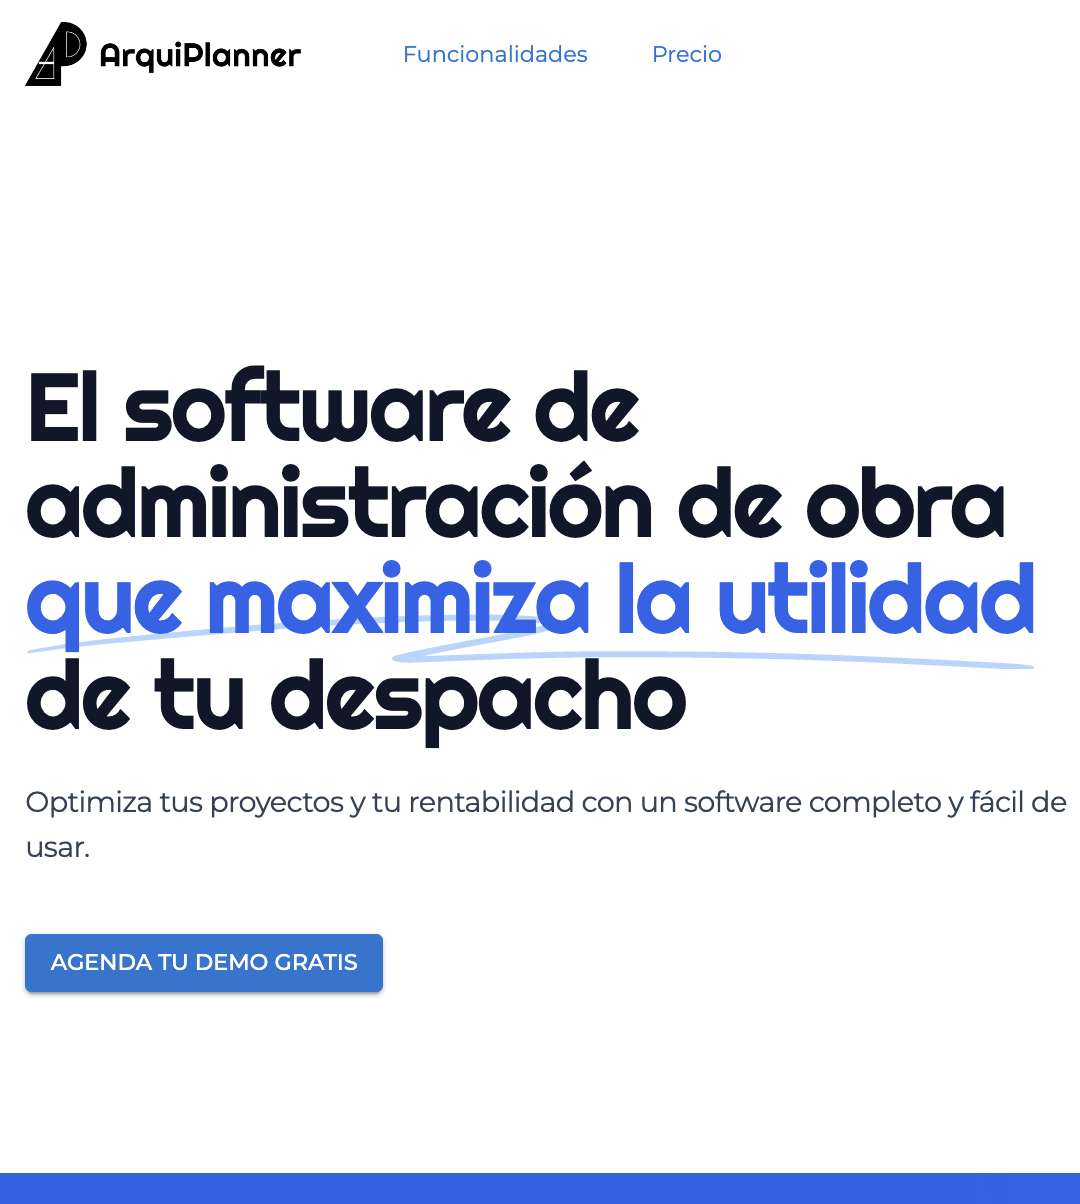 ArquiPlanner
Funcionalidades
Precio
El software de
administración de obra
que maximiza la utilidad
de tu despacho
Optimiza tus proyectos y tu rentabilidad con un software completo y fácil de
usar.
AGENDA TU DEMO GRATIS